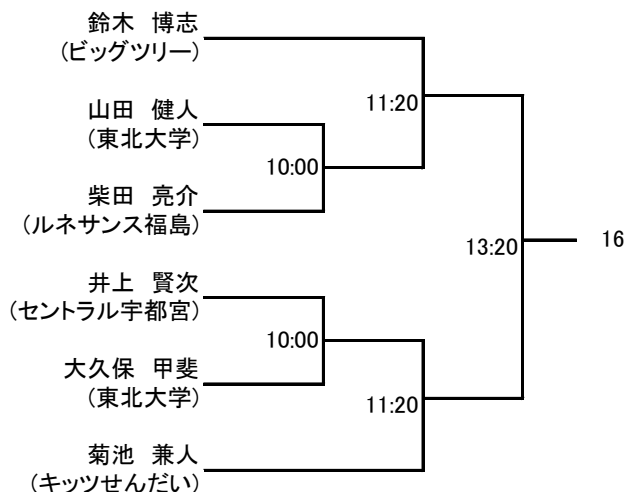 鈴木　博志
(ビッグツリー)
11:20
山田　健人
(東北大学)
10:00
柴田　亮介
(ルネサンス福島)
13:20
16
井上　賢次
(セントラル宇都宮)
10:00
大久保　甲斐
(東北大学)
11:20
菊池　兼人
(キッツせんだい)